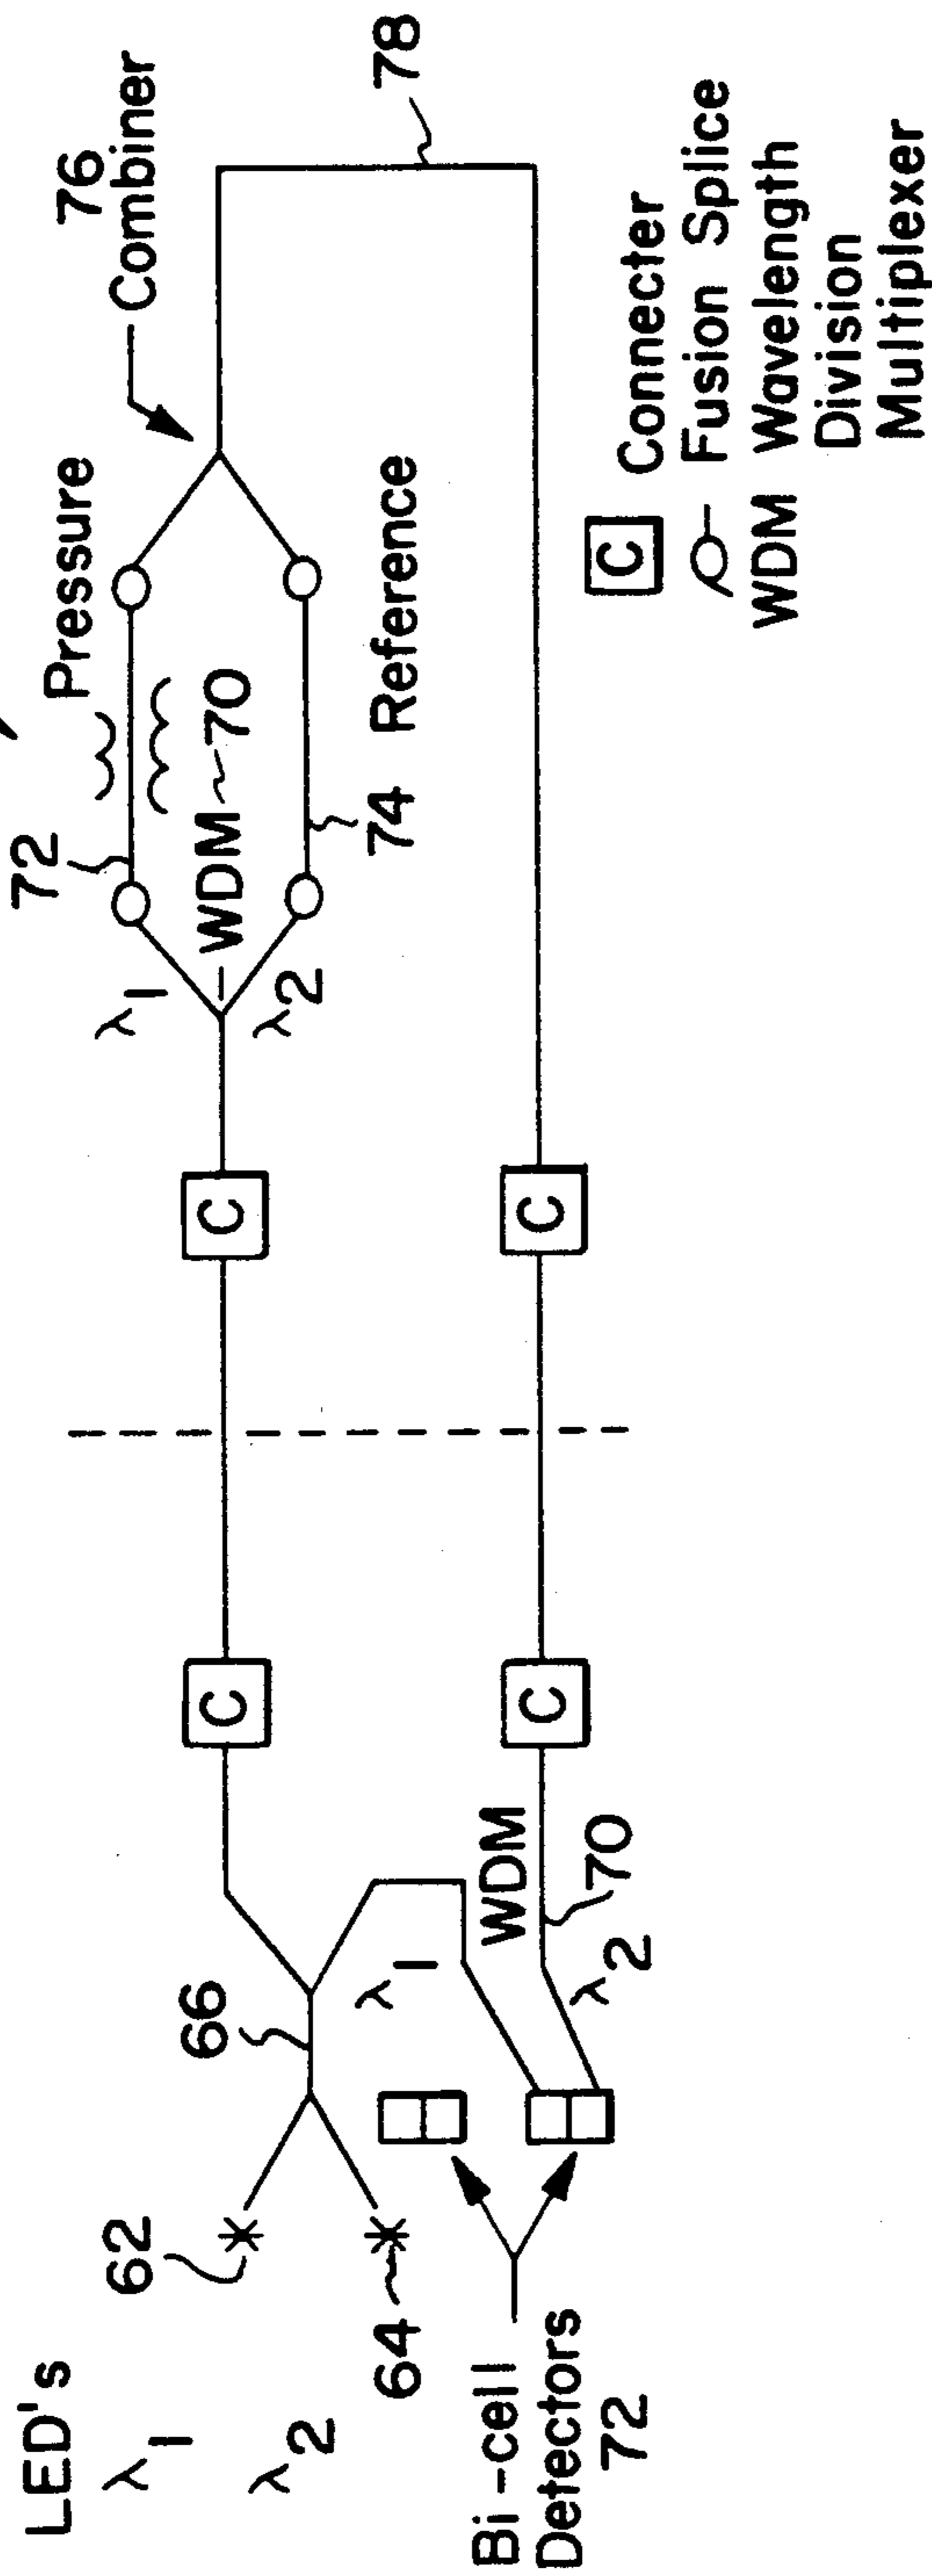 LED's
λ1
λ2
62
64
66
Bi-cell
Detectors
72
λ1
WDM
70
λ2
C
C
C
C
λ1
λ2
72
Pressure
WDM 70
74 Reference
76
Combiner
78
C Connecter
Fusion Splice
WDM Wavelength
Division
Multiplexer